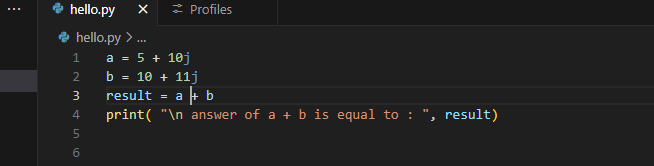 ... hello.py × Profiles
hello.py > ...
1 a = 5 + 10j
2 b = 10 + 11j
3 result = a + b
4 print( "\n answer of a + b is equal to : ", result)
5
6